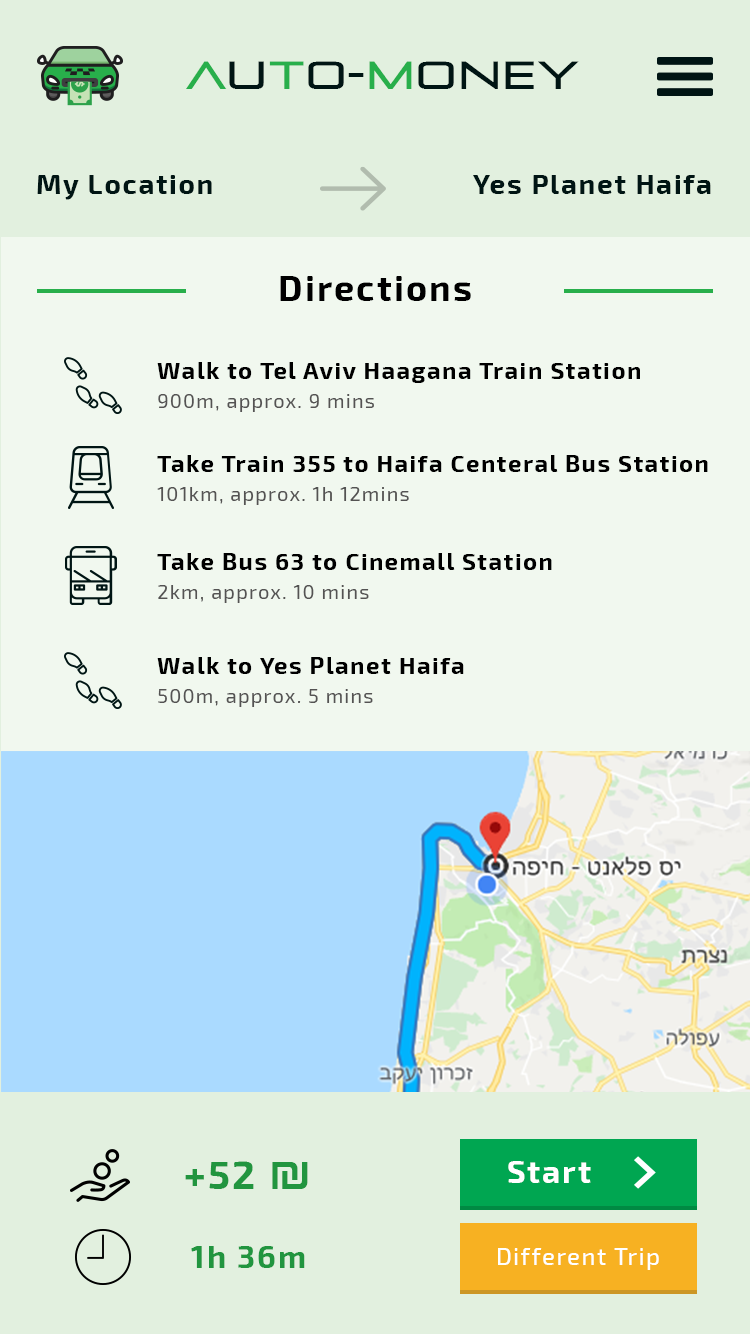 AUTO-MONEY
My Location
Yes Planet Haifa
Directions
Walk to Tel Aviv Haagana Train Station
900m, approx. 9 mins
Take Train 355 to Haifa Centeral Bus Station
101km, approx. 1h 12mins
Take Bus 63 to Cinemall Station
2km, approx. 10 mins
Walk to Yes Planet Haifa
500m, approx. 5 mins
כרמיאל
יס פלאנט - חיפה
נצרת
עפולה
זכרון יעקב
+52 ₪
Start
1h 36m
Different Trip